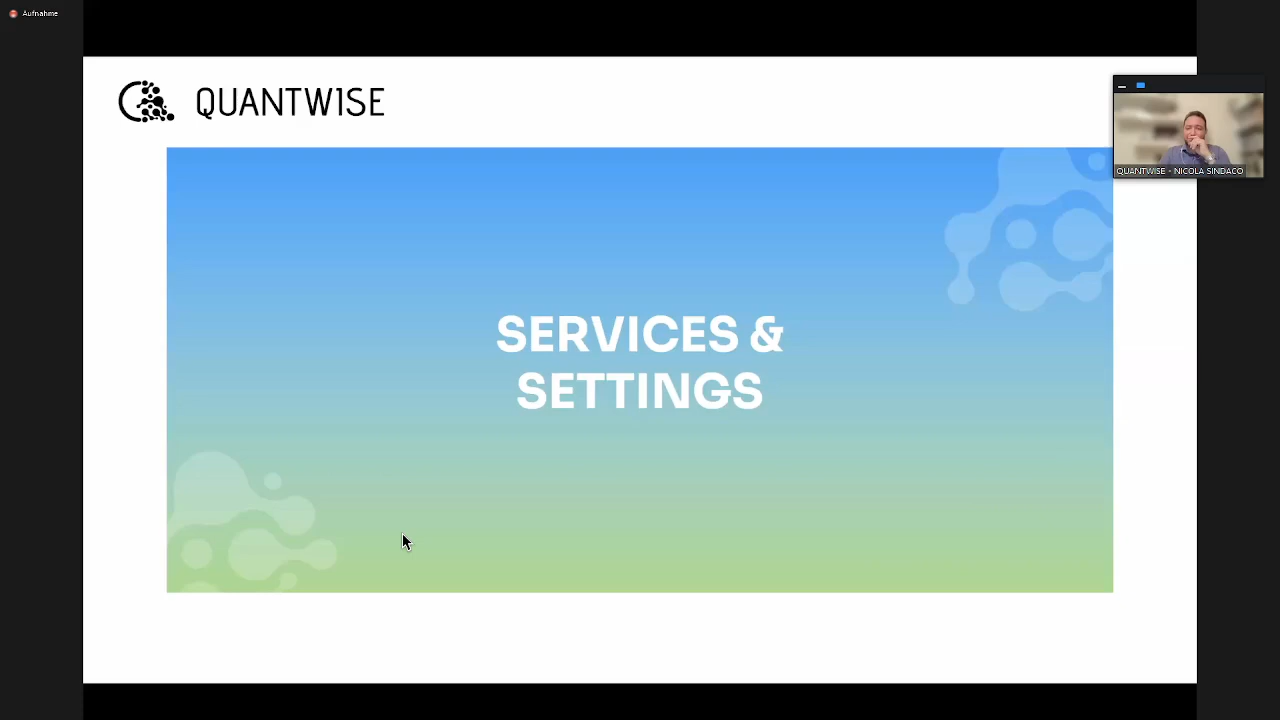 Aufnahme
QUANTWISE
QUANTWISE - NICOLA SINDACO
SERVICES &
SETTINGS